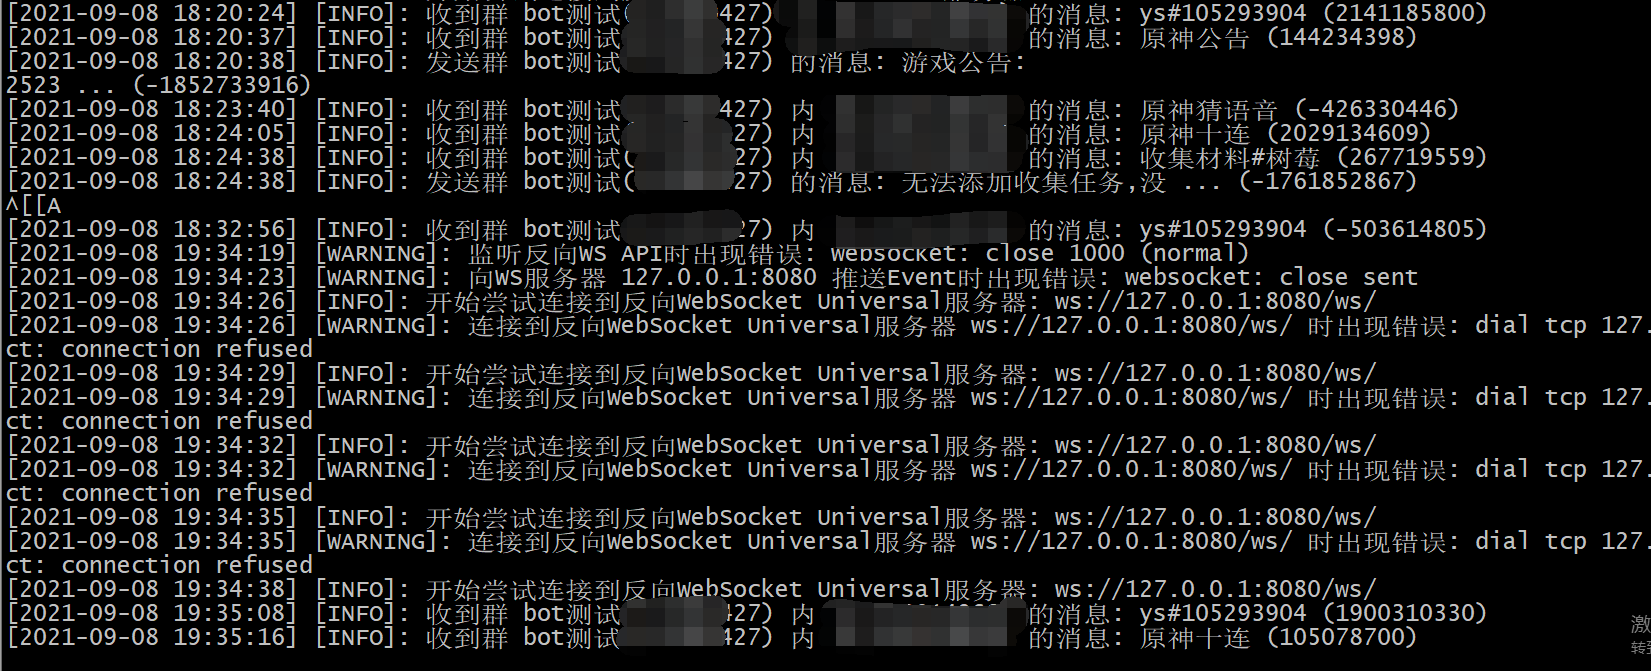 [2021-09-08 18:20:24] [INFO]: 收到群 bot测试( 427) 的消息: ys#105293904 (2141185800)
[2021-09-08 18:20:37] [INFO]: 收到群 bot测试 427) 的消息: 原神公告 (144234398)
[2021-09-08 18:20:38] [INFO]: 发送群 bot测试 427) 的消息: 游戏公告:
2523 ... (-1852733916)
[2021-09-08 18:23:40] [INFO]: 收到群 bot测试 427) 内 的消息: 原神猜语音 (-426330446)
[2021-09-08 18:24:05] [INFO]: 收到群 bot测试 27) 内 的消息: 原神十连 (2029134609)
[2021-09-08 18:24:38] [INFO]: 收到群 bot测试( 27) 内 的消息: 收集材料#树莓 (267719559)
[2021-09-08 18:24:38] [INFO]: 发送群 bot测试( 27) 的消息: 无法添加收集任务,没 ... (-1761852867)
^[[A
[2021-09-08 18:32:56] [INFO]: 收到群 bot测试 27) 内 的消息: ys#105293904 (-503614805)
[2021-09-08 19:34:19] [WARNING]: 监听反向WS API时出现错误: websocket: close 1000 (normal)
[2021-09-08 19:34:23] [WARNING]: 向WS服务器 127.0.0.1:8080 推送Event时出现错误: websocket: close sent
[2021-09-08 19:34:26] [INFO]: 开始尝试连接到反向WebSocket Universal服务器: ws://127.0.0.1:8080/ws/
[2021-09-08 19:34:26] [WARNING]: 连接到反向WebSocket Universal服务器 ws://127.0.0.1:8080/ws/ 时出现错误: dial tcp 127.
ct: connection refused
[2021-09-08 19:34:29] [INFO]: 开始尝试连接到反向WebSocket Universal服务器: ws://127.0.0.1:8080/ws/
[2021-09-08 19:34:29] [WARNING]: 连接到反向WebSocket Universal服务器 ws://127.0.0.1:8080/ws/ 时出现错误: dial tcp 127.
ct: connection refused
[2021-09-08 19:34:32] [INFO]: 开始尝试连接到反向WebSocket Universal服务器: ws://127.0.0.1:8080/ws/
[2021-09-08 19:34:32] [WARNING]: 连接到反向WebSocket Universal服务器 ws://127.0.0.1:8080/ws/ 时出现错误: dial tcp 127.
ct: connection refused
[2021-09-08 19:34:35] [INFO]: 开始尝试连接到反向WebSocket Universal服务器: ws://127.0.0.1:8080/ws/
[2021-09-08 19:34:35] [WARNING]: 连接到反向WebSocket Universal服务器 ws://127.0.0.1:8080/ws/ 时出现错误: dial tcp 127.
ct: connection refused
[2021-09-08 19:34:38] [INFO]: 开始尝试连接到反向WebSocket Universal服务器: ws://127.0.0.1:8080/ws/
[2021-09-08 19:35:08] [INFO]: 收到群 bot测试 427) 内 的消息: ys#105293904 (1900310330)
[2021-09-08 19:35:16] [INFO]: 收到群 bot测试 427) 内 的消息: 原神十连 (105078700)
激
转到